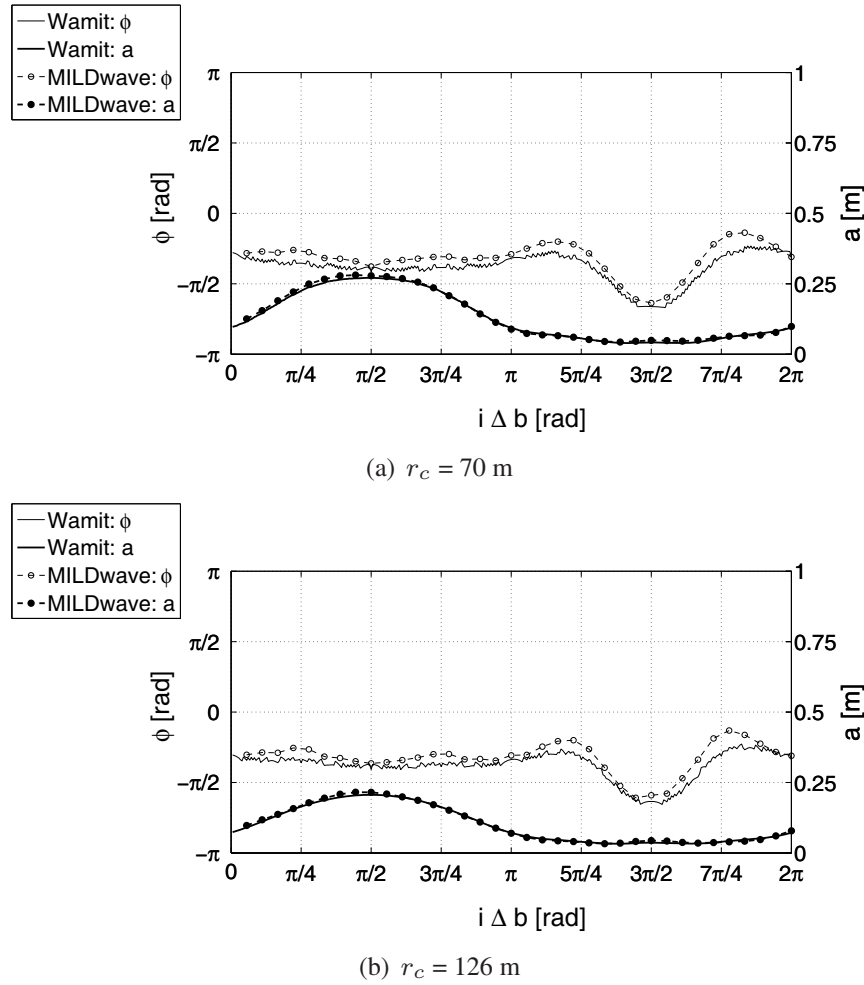 Wamit: ϕ
Wamit: a
MILDwave: ϕ
MILDwave: a
π
π/2
0
−π/2
−π
ϕ [rad]
1
0.75
0.5
0.25
0
a [m]
0 π/4 π/2 3π/4 π 5π/4 3π/2 7π/4 2π
i Δ b [rad]
(a) r_c = 70 m
Wamit: ϕ
Wamit: a
MILDwave: ϕ
MILDwave: a
π
π/2
0
−π/2
−π
ϕ [rad]
1
0.75
0.5
0.25
0
a [m]
0 π/4 π/2 3π/4 π 5π/4 3π/2 7π/4 2π
i Δ b [rad]
(b) r_c = 126 m